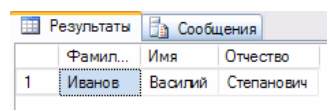 Результаты Сообщения
Фамил... Имя Отчество
1 Иванов Василий Степанович